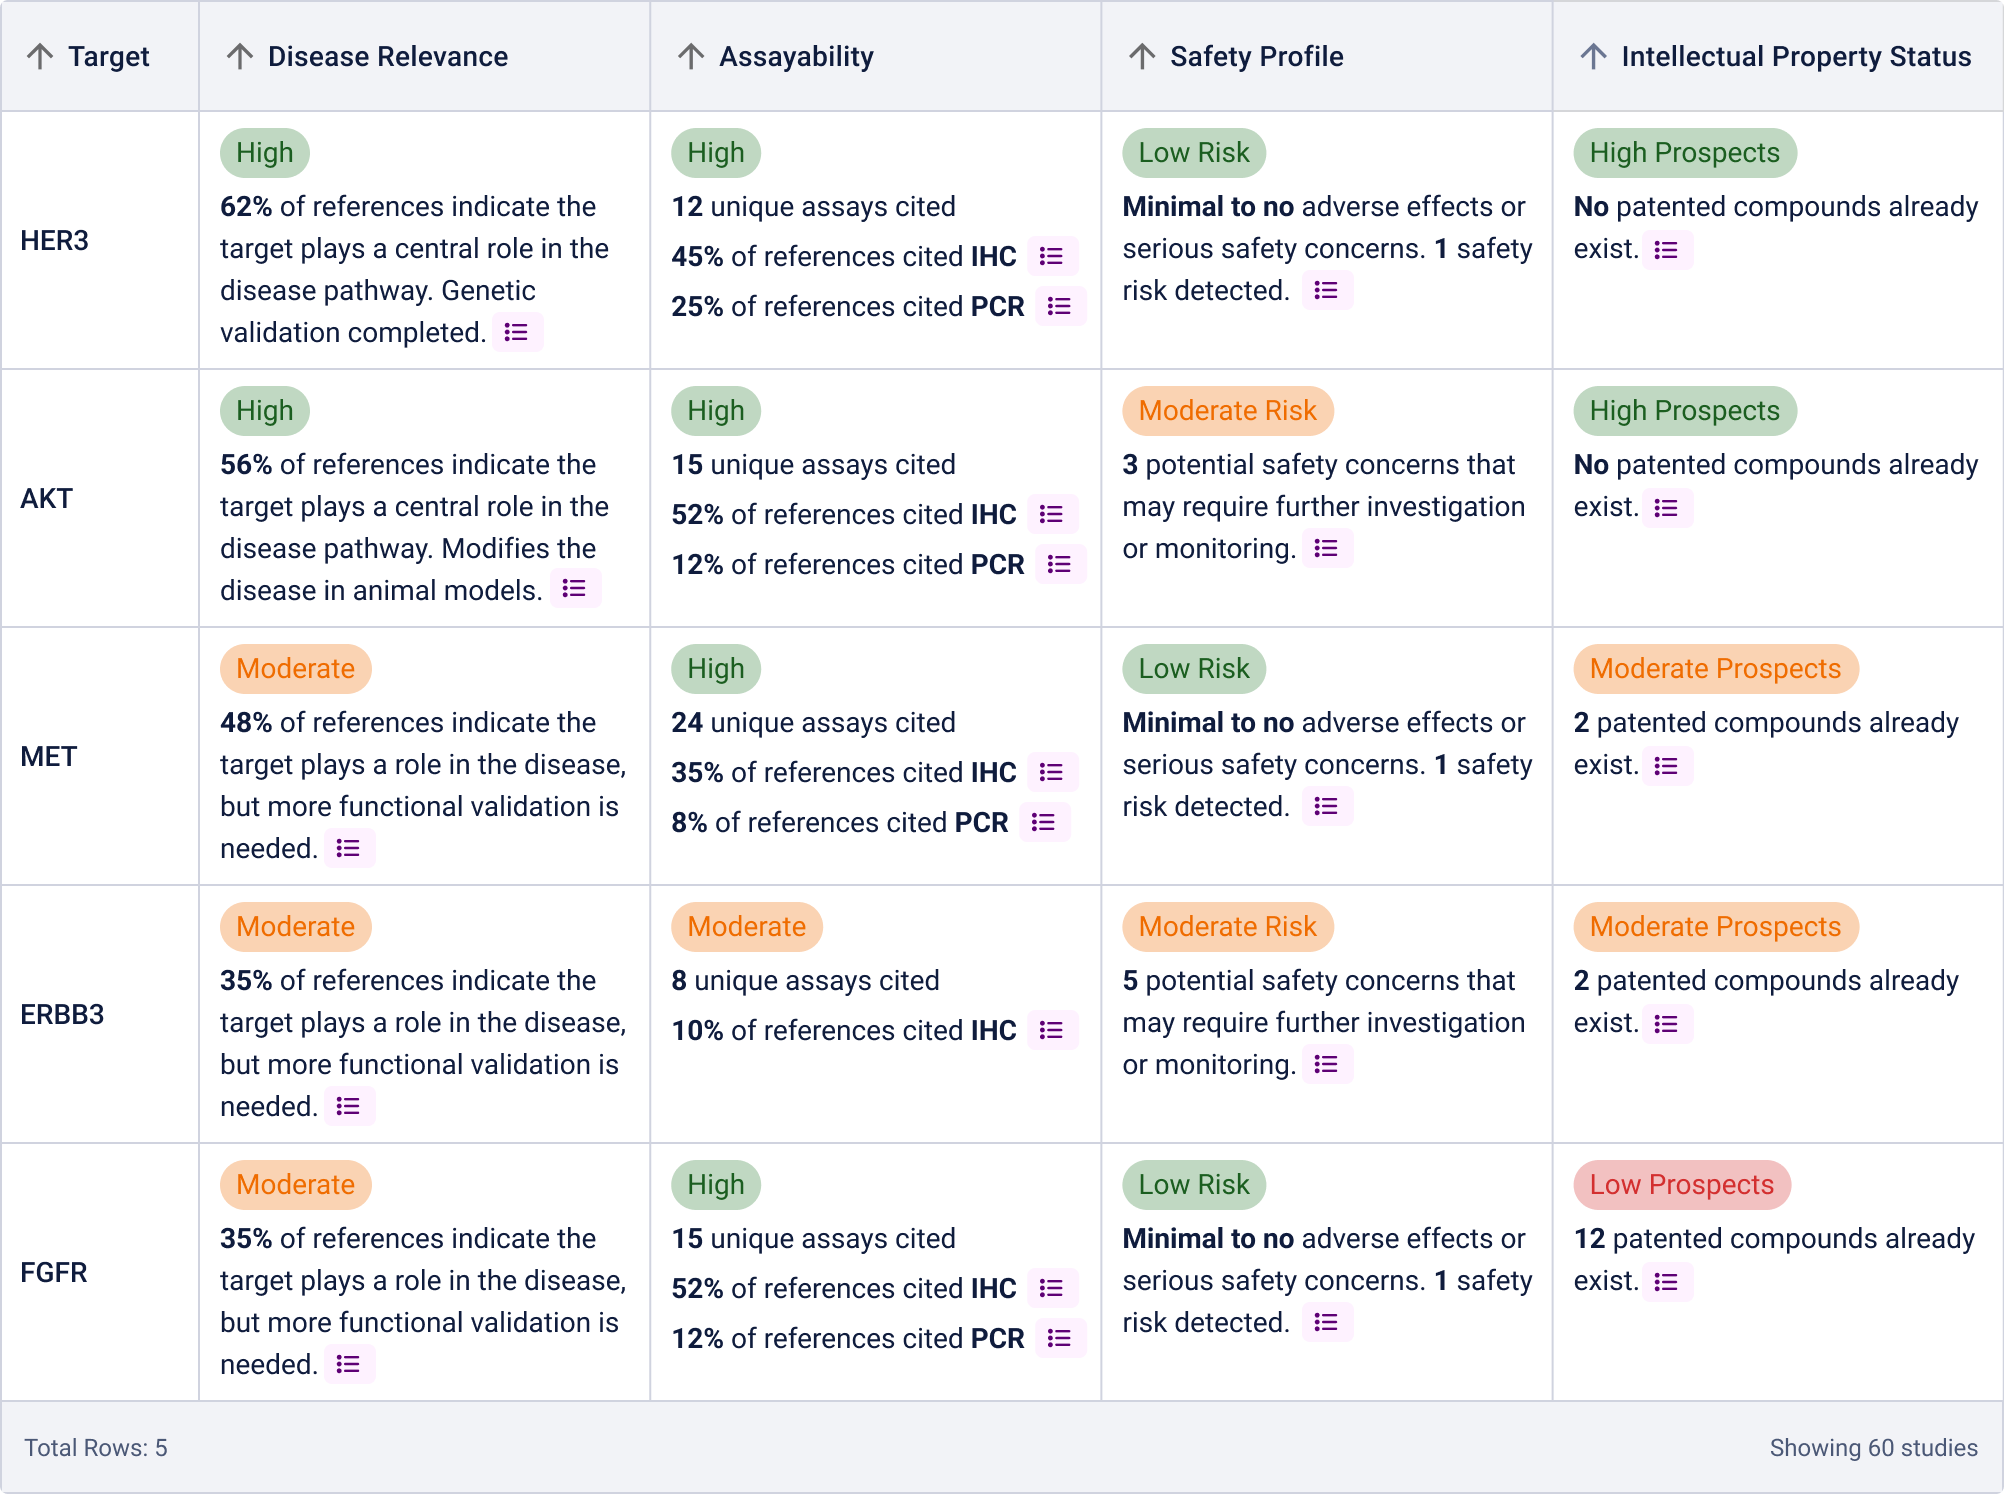 Target
Disease Relevance
Assayability
Safety Profile
Intellectual Property Status
HER3
High
62% of references indicate the
target plays a central role in the
disease pathway. Genetic
validation completed.
High
12 unique assays cited
45% of references cited IHC
25% of references cited PCR
Low Risk
Minimal to no adverse effects or
serious safety concerns. 1 safety
risk detected.
High Prospects
No patented compounds already
exist.
AKT
High
56% of references indicate the
target plays a central role in the
disease pathway. Modifies the
disease in animal models.
High
15 unique assays cited
52% of references cited IHC
12% of references cited PCR
Moderate Risk
3 potential safety concerns that
may require further investigation
or monitoring.
High Prospects
No patented compounds already
exist.
MET
Moderate
48% of references indicate the
target plays a role in the disease,
but more functional validation is
needed.
High
24 unique assays cited
35% of references cited IHC
8% of references cited PCR
Low Risk
Minimal to no adverse effects or
serious safety concerns. 1 safety
risk detected.
Moderate Prospects
2 patented compounds already
exist.
ERBB3
Moderate
35% of references indicate the
target plays a role in the disease,
but more functional validation is
needed.
Moderate
8 unique assays cited
10% of references cited IHC
Moderate Risk
5 potential safety concerns that
may require further investigation
or monitoring.
Moderate Prospects
2 patented compounds already
exist.
FGFR
Moderate
35% of references indicate the
target plays a role in the disease,
but more functional validation is
needed.
High
15 unique assays cited
52% of references cited IHC
12% of references cited PCR
Low Risk
Minimal to no adverse effects or
serious safety concerns. 1 safety
risk detected.
Low Prospects
12 patented compounds already
exist.
Total Rows: 5
Showing 60 studies